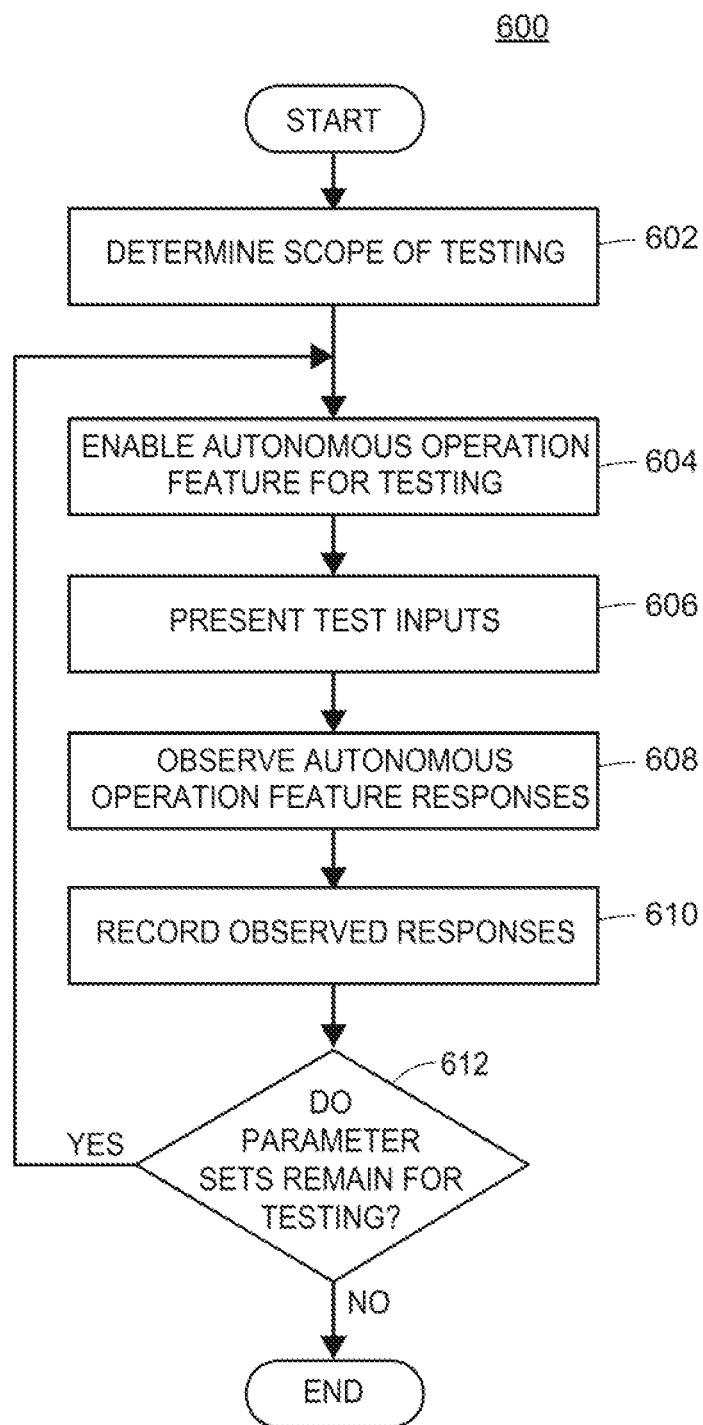 600
START
DETERMINE SCOPE OF TESTING
602
ENABLE AUTONOMOUS OPERATION
FEATURE FOR TESTING
604
PRESENT TEST INPUTS
606
OBSERVE AUTONOMOUS
OPERATION FEATURE RESPONSES
608
RECORD OBSERVED RESPONSES
610
612
DO
PARAMETER
SETS REMAIN FOR
TESTING?
YES
NO
END